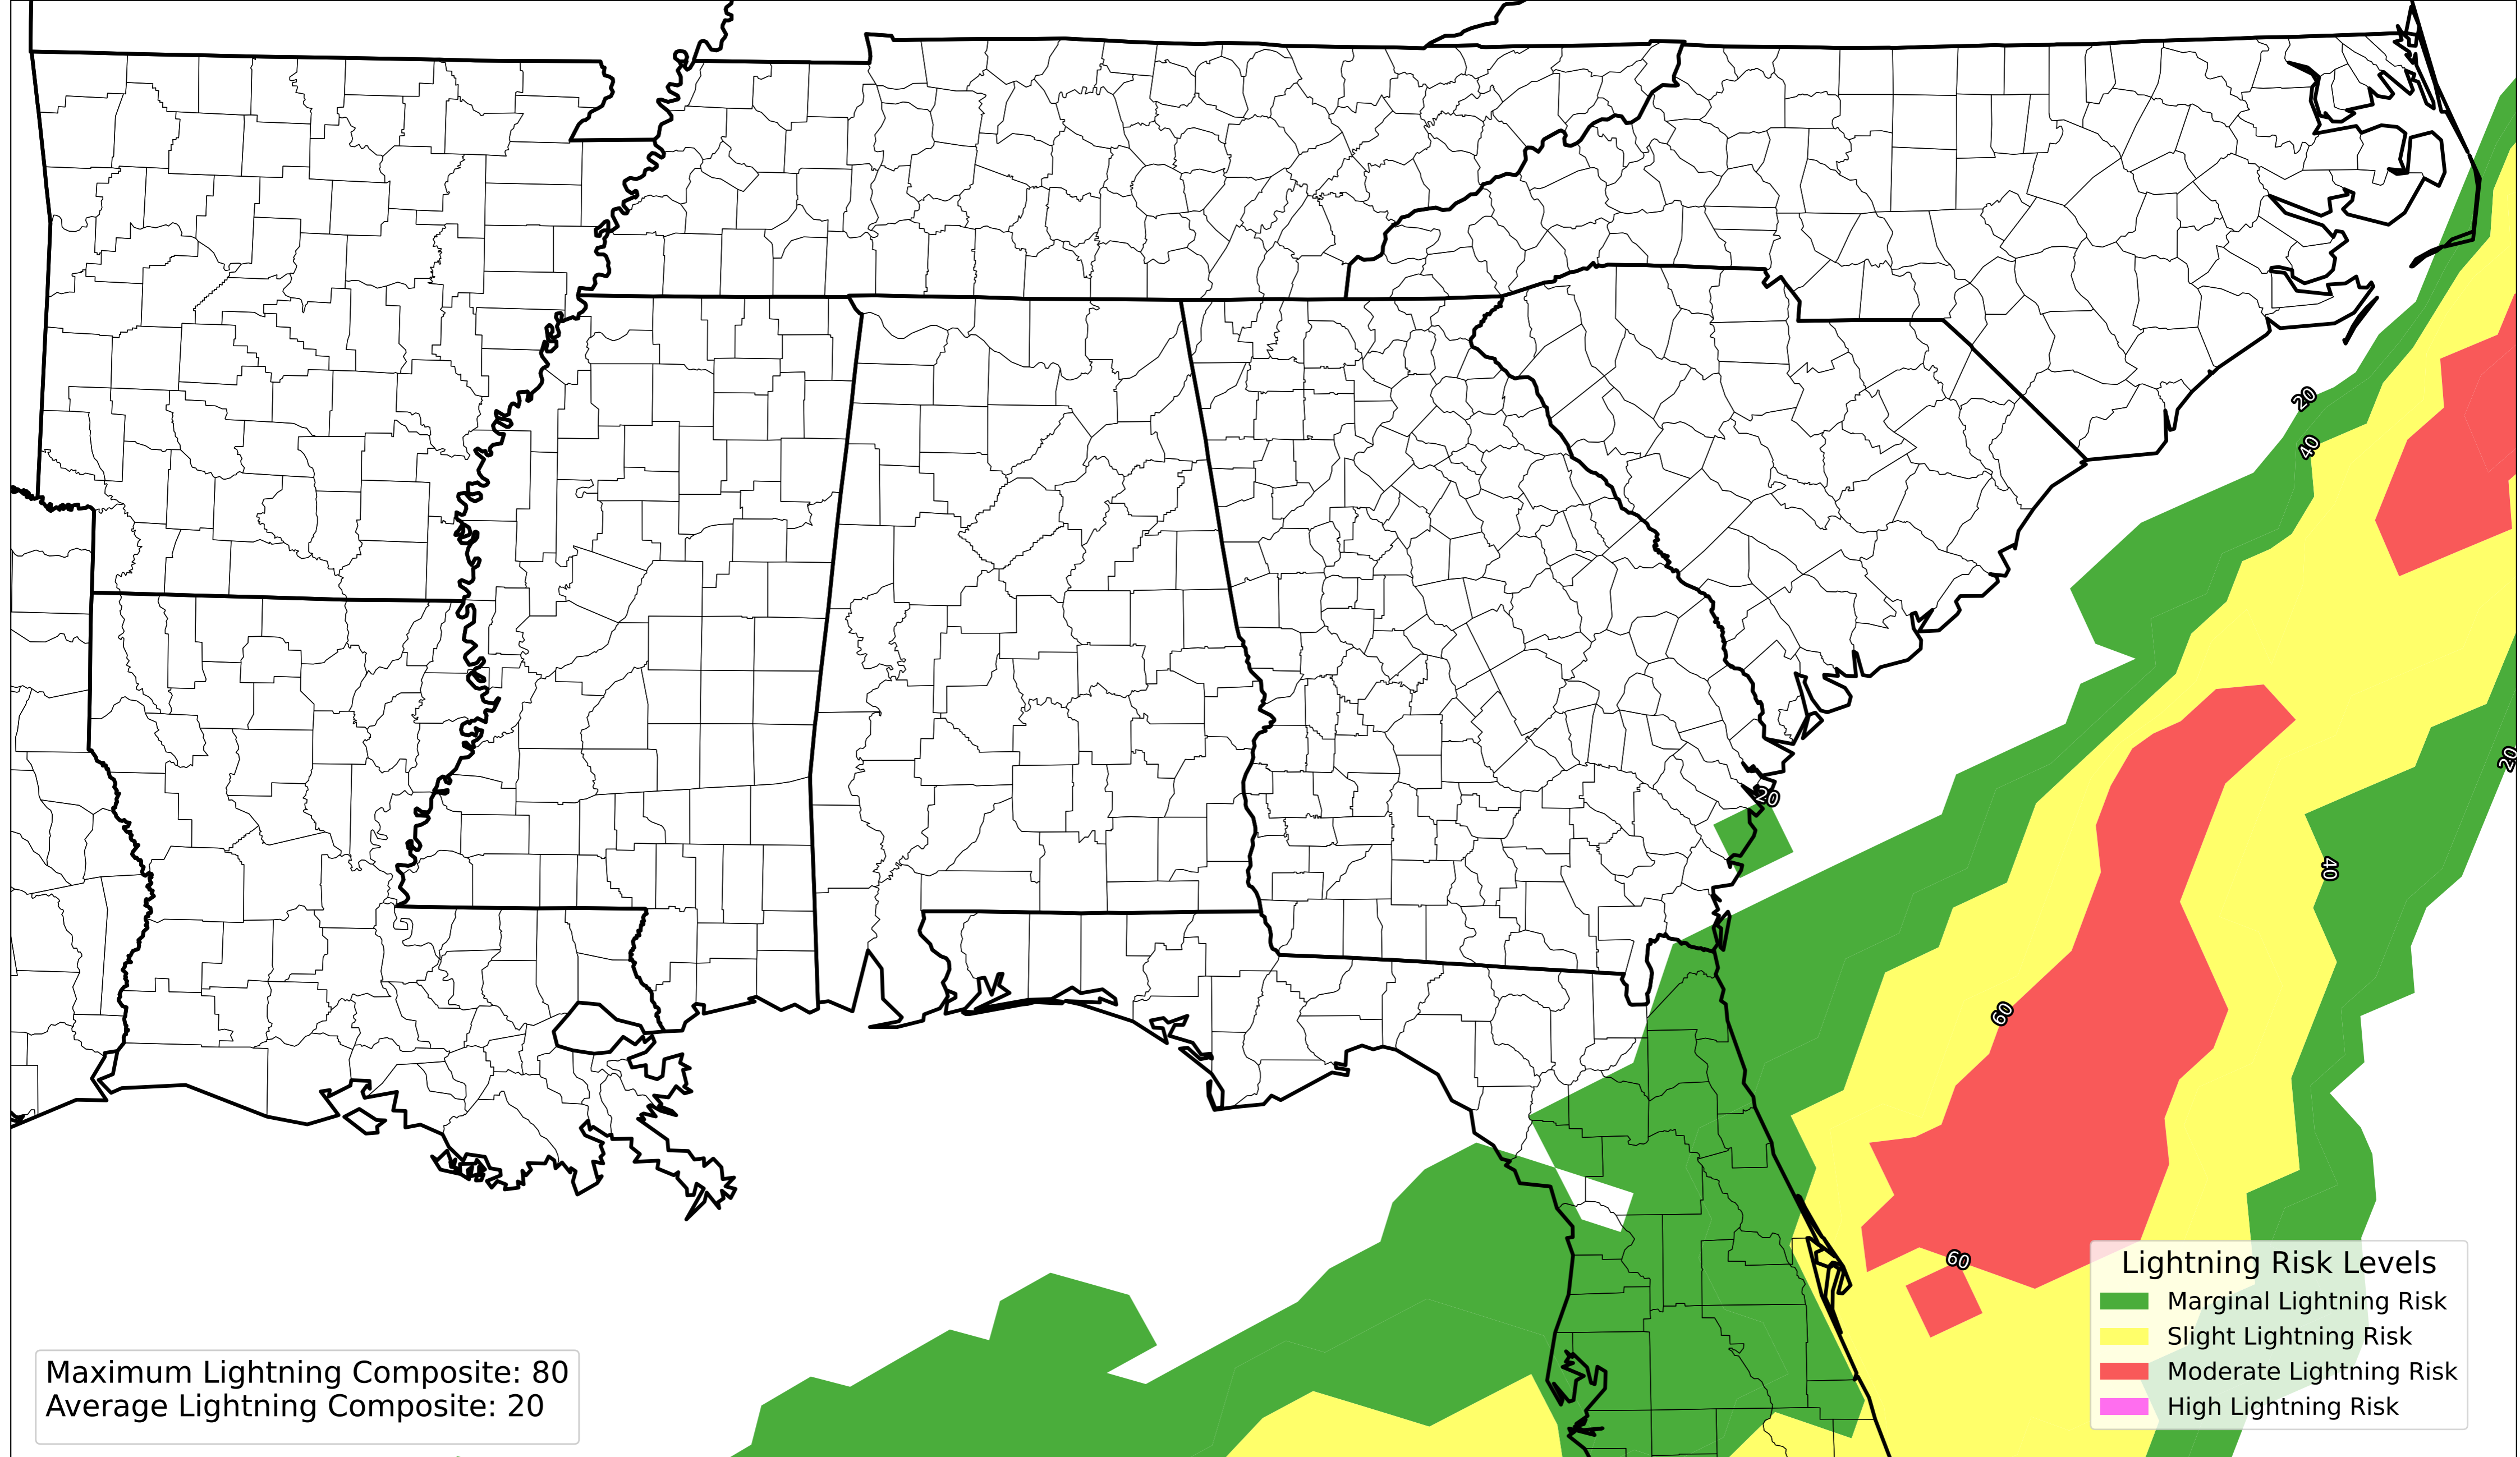 20
40
20
20
40
60
60
Lightning Risk Levels
Marginal Lightning Risk
Slight Lightning Risk
Moderate Lightning Risk
High Lightning Risk
Maximum Lightning Composite: 80
Average Lightning Composite: 20